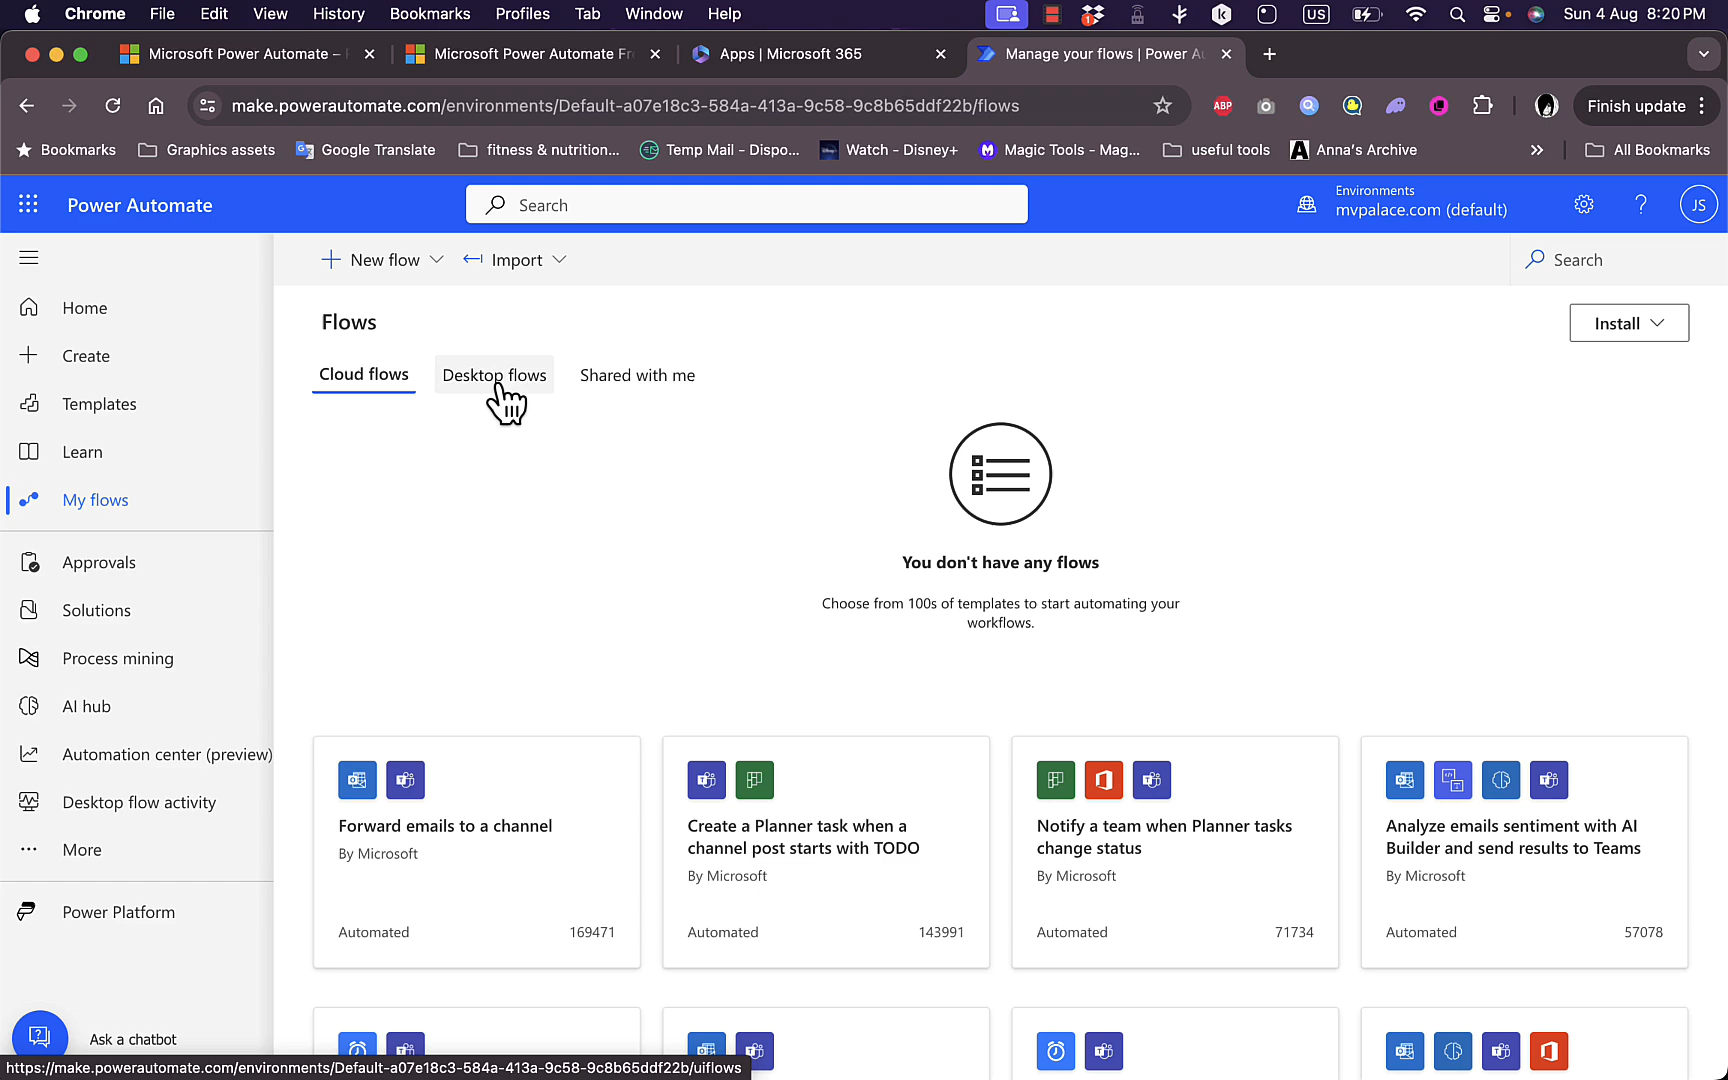 Chrome File Edit View History Bookmarks Profiles Tab Window Help
1 US Sun 4 Aug 8:20 PM
Microsoft Power Automate –
Microsoft Power Automate Fr
Apps | Microsoft 365
Manage your flows | Power Au
make.powerautomate.com/environments/Default-a07e18c3-584a-413a-9c58-9c8b65ddf22b/flows
ABP
Finish update
Bookmarks
Graphics assets
Google Translate
fitness & nutrition...
Temp Mail - Dispo...
Watch - Disney+
Magic Tools - Mag...
useful tools
Anna's Archive
All Bookmarks
Power Automate
Search
Environments
mvpalace.com (default)
?
JS
New flow
Import
Search
Home
Create
Templates
Learn
My flows
Approvals
Solutions
Process mining
AI hub
Automation center (preview)
Desktop flow activity
More
Power Platform
Ask a chatbot
Flows
Install
Cloud flows
Desktop flows
Shared with me
You don't have any flows
Choose from 100s of templates to start automating your
workflows.
Forward emails to a channel
By Microsoft
Automated 169471
Create a Planner task when a
channel post starts with TODO
By Microsoft
Automated 143991
Notify a team when Planner tasks
change status
By Microsoft
Automated 71734
Analyze emails sentiment with AI
Builder and send results to Teams
By Microsoft
Automated 57078
https://make.powerautomate.com/environments/Default-a07e18c3-584a-413a-9c58-9c8b65ddf22b/uiflows